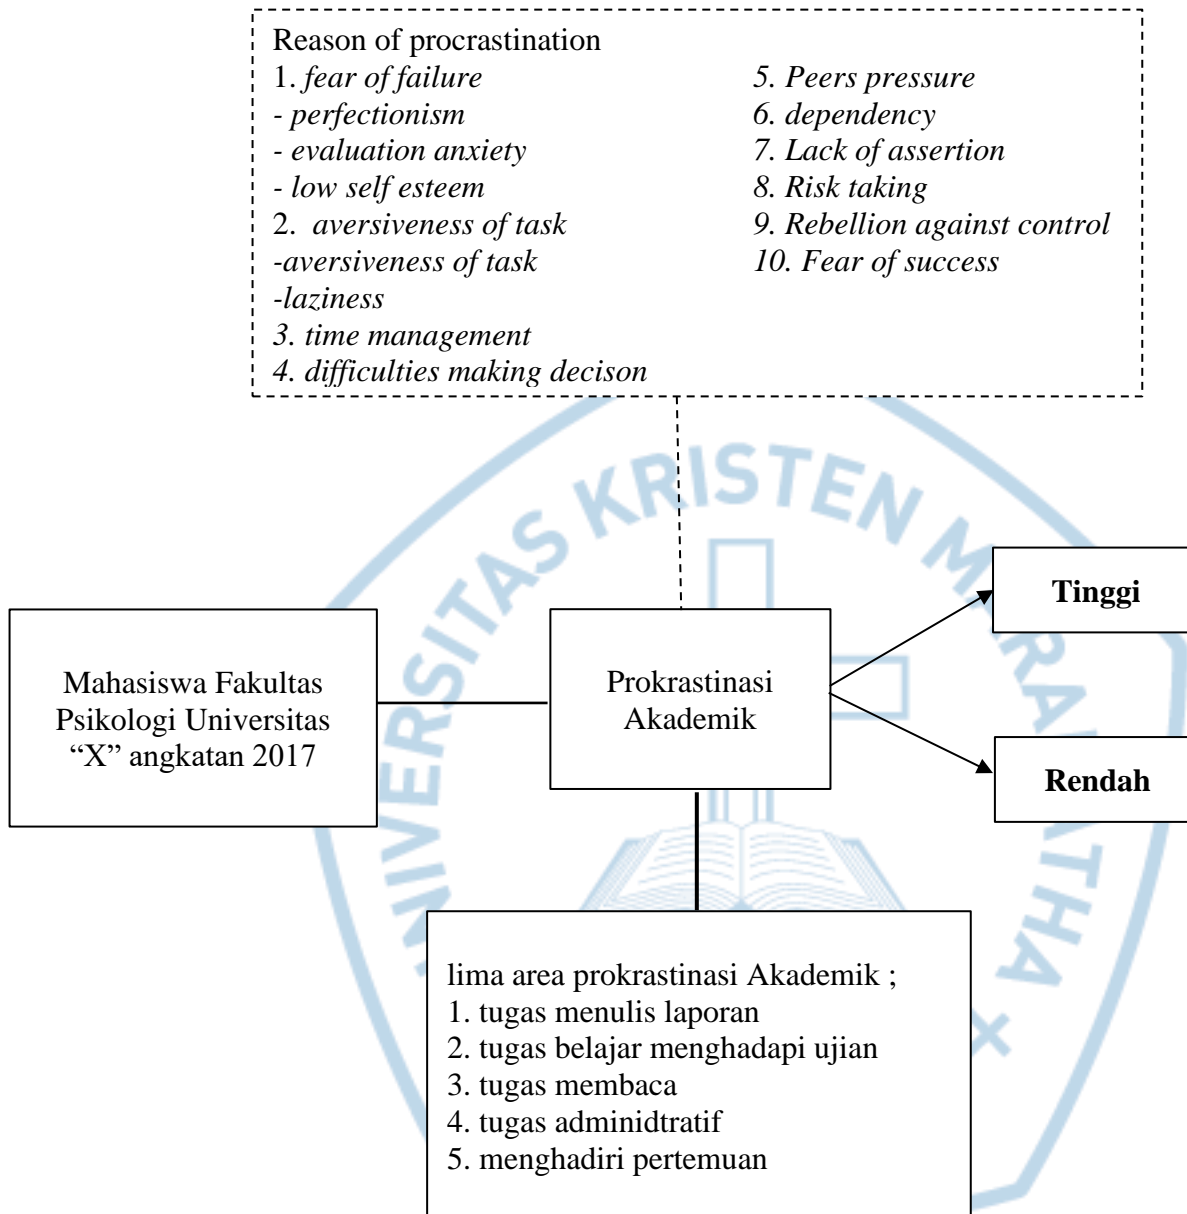 Reason of procrastination
1. fear of failure
- perfectionism
- evaluation anxiety
- low self esteem
2.  aversiveness of task
-aversiveness of task
-laziness
3. time management
4. difficulties making decison
5. Peers pressure
6. dependency
7. Lack of assertion
8. Risk taking
9. Rebellion against control
10. Fear of success
UNIVERSITAS KRISTEN MARANATHA
Tinggi
Mahasiswa Fakultas
Psikologi Universitas
“X” angkatan 2017
Prokrastinasi
Akademik
Rendah
lima area prokrastinasi Akademik ;
1. tugas menulis laporan
2. tugas belajar menghadapi ujian
3. tugas membaca
4. tugas adminidtratif
5. menghadiri pertemuan